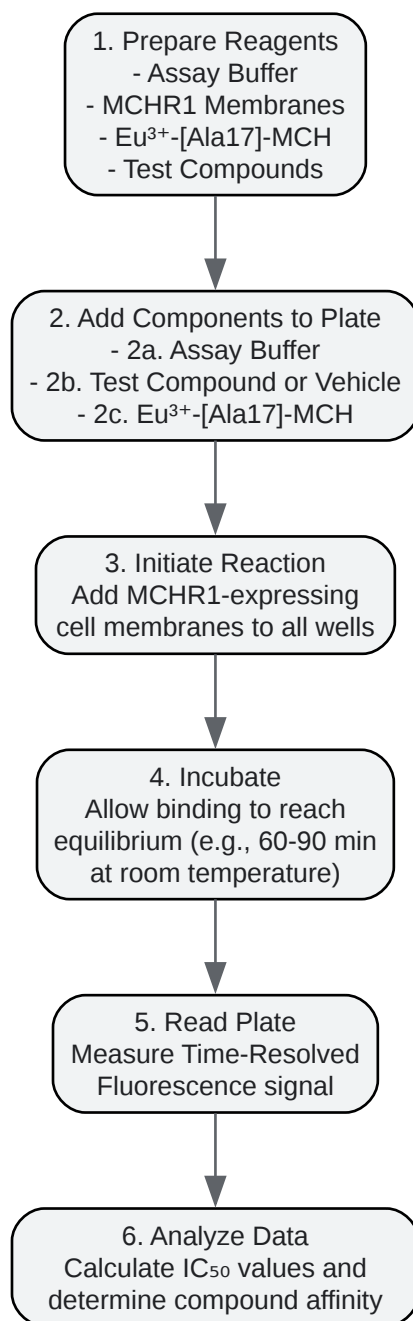 1. Prepare Reagents
- Assay Buffer
- MCHR1 Membranes
- Eu³⁺-[Ala17]-MCH
- Test Compounds
2. Add Components to Plate
- 2a. Assay Buffer
- 2b. Test Compound or Vehicle
- 2c. Eu³⁺-[Ala17]-MCH
3. Initiate Reaction
Add MCHR1-expressing
cell membranes to all wells
4. Incubate
Allow binding to reach
equilibrium (e.g., 60-90 min
at room temperature)
5. Read Plate
Measure Time-Resolved
Fluorescence signal
6. Analyze Data
Calculate IC₅₀ values and
determine compound affinity